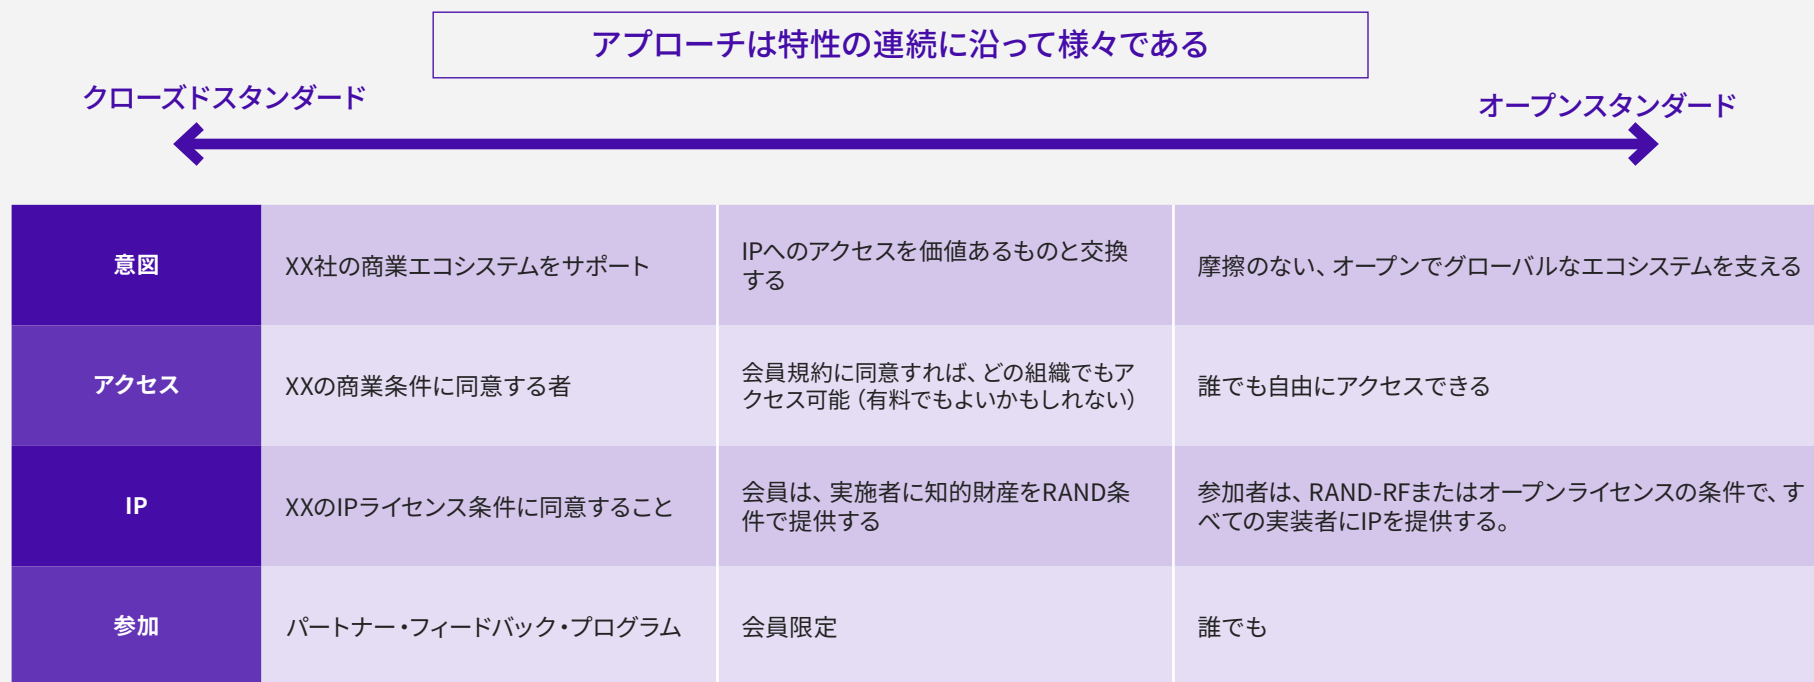 アプローチは特性の連続に沿って様々である
クローズドスタンダード
オープンスタンダード
意図
XX社の商業エコシステムをサポート
IPへのアクセスを価値あるものと交換
する
摩擦のない、オープンでグローバルなエコシステムを支える
アクセス
XXの商業条件に同意する者
会員規約に同意すれば、どの組織でもア
クセス可能（有料でもよいかもしれない）
誰でも自由にアクセスできる
IP
XXのIPライセンス条件に同意すること
会員は、実施者に知的財産をRAND条
件で提供する
参加者は、RAND-RFまたはオープンライセンスの条件で、す
べての実装者にIPを提供する。
参加
パートナー・フィードバック・プログラム
会員限定
誰でも